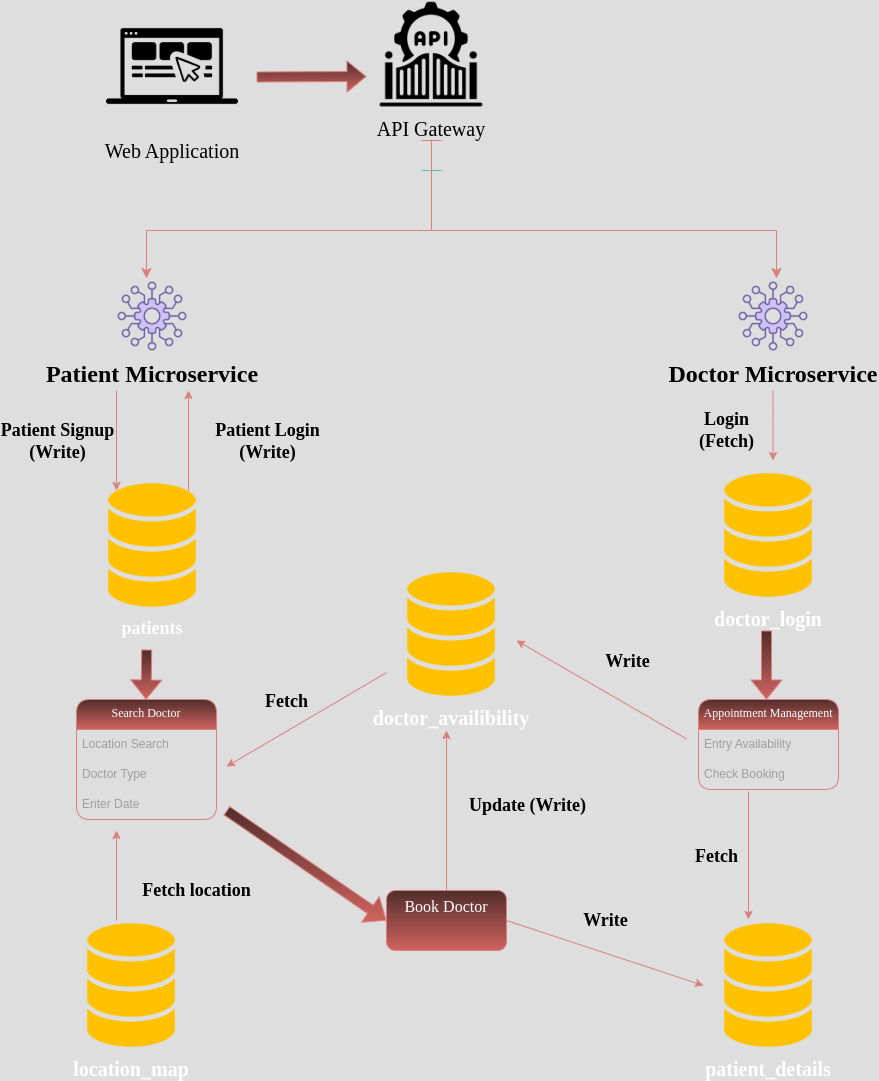 API
Web Application
API Gateway
Patient Microservice
Doctor Microservice
Patient Signup
(Write)
Patient Login
(Write)
Login
(Fetch)
patients
doctor_login
Fetch
Write
doctor_availibility
Search Doctor
Location Search
Doctor Type
Enter Date
Appointment Management
Entry Availability
Check Booking
Update (Write)
Fetch
Fetch location
Book Doctor
Write
location_map
patient_details